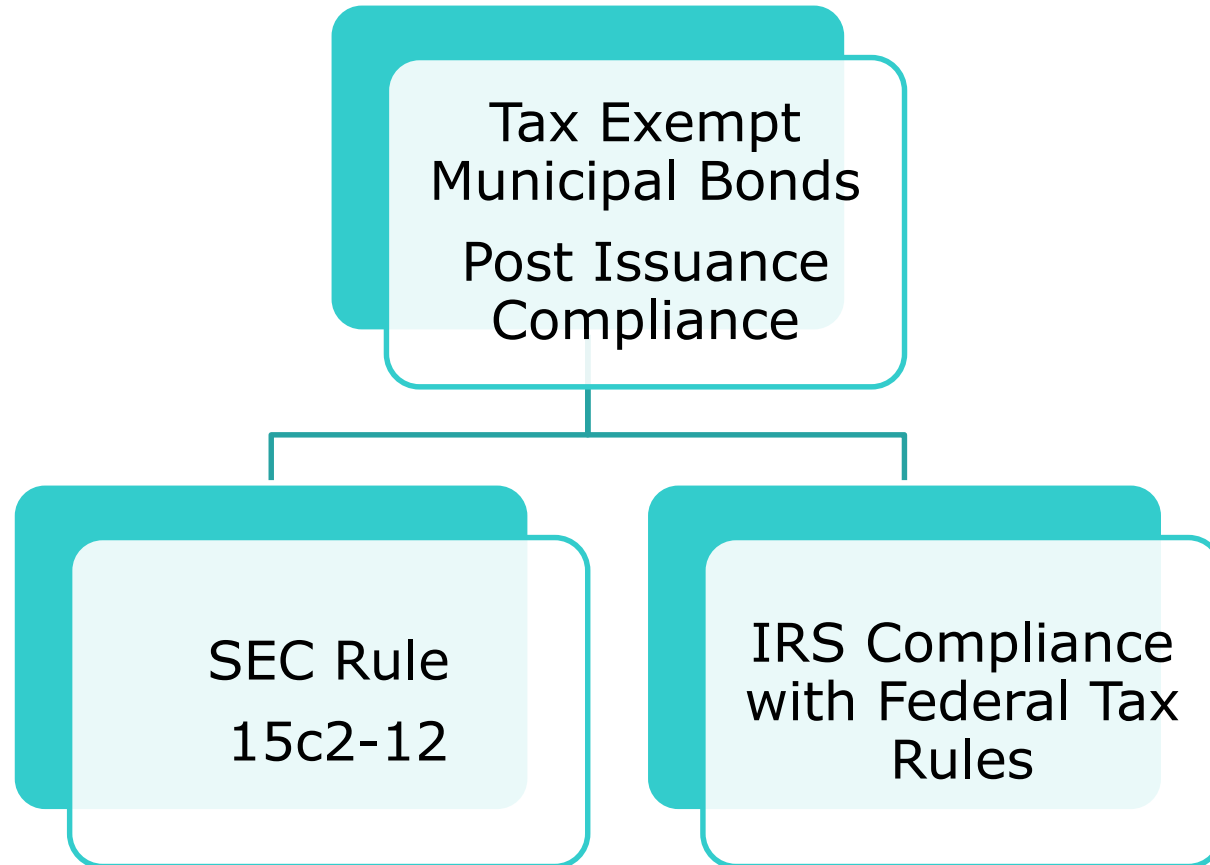 Tax Exempt
Municipal Bonds
Post Issuance
Compliance
SEC Rule
15c2-12
IRS Compliance
with Federal Tax
Rules